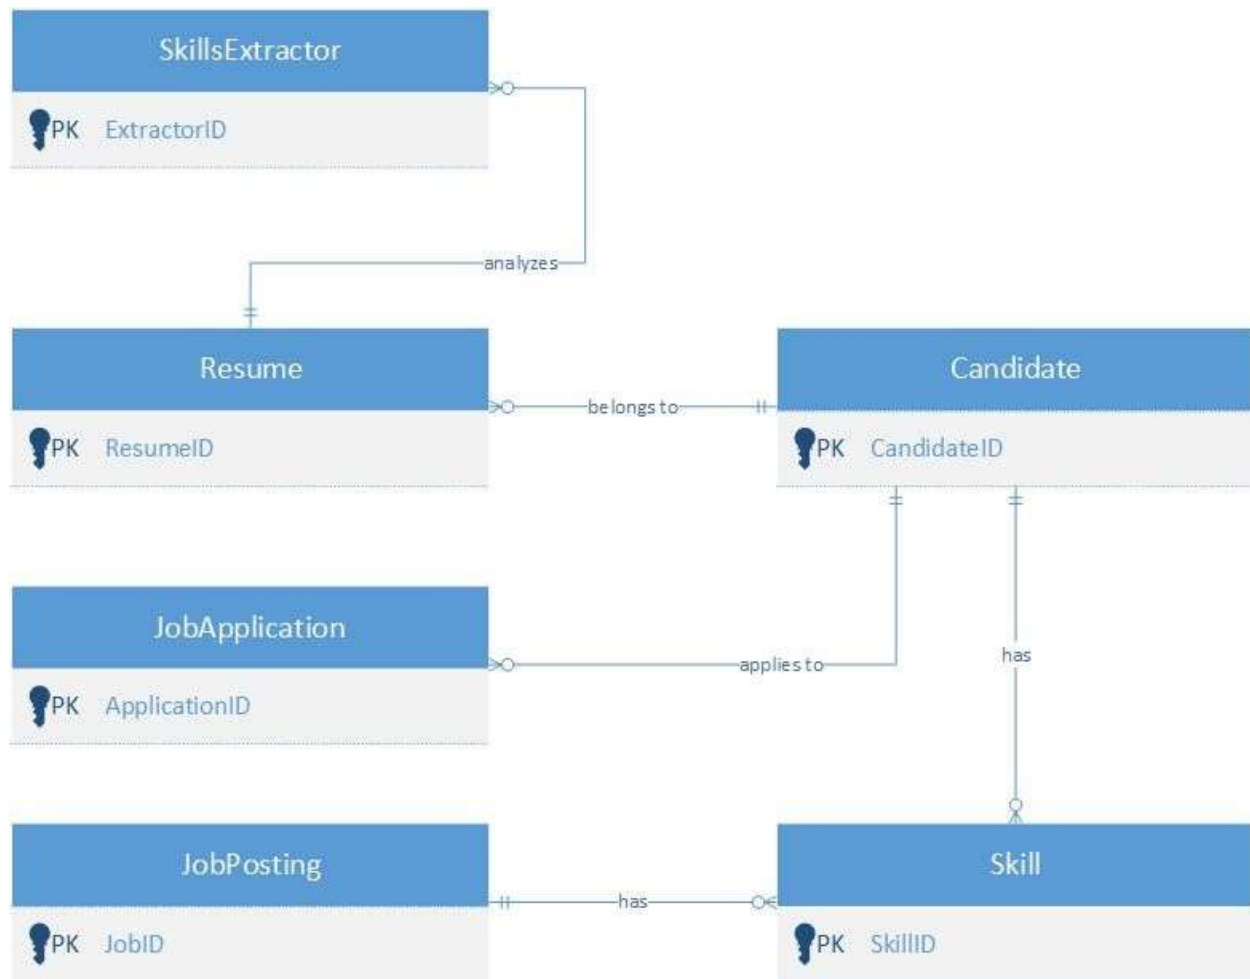 SkillsExtractor
PK ExtractorID
analyzes
Resume
PK ResumeID
belongs to
Candidate
PK CandidateID
JobApplication
PK ApplicationID
applies to
has
JobPosting
PK JobID
has
Skill
PK SkillID